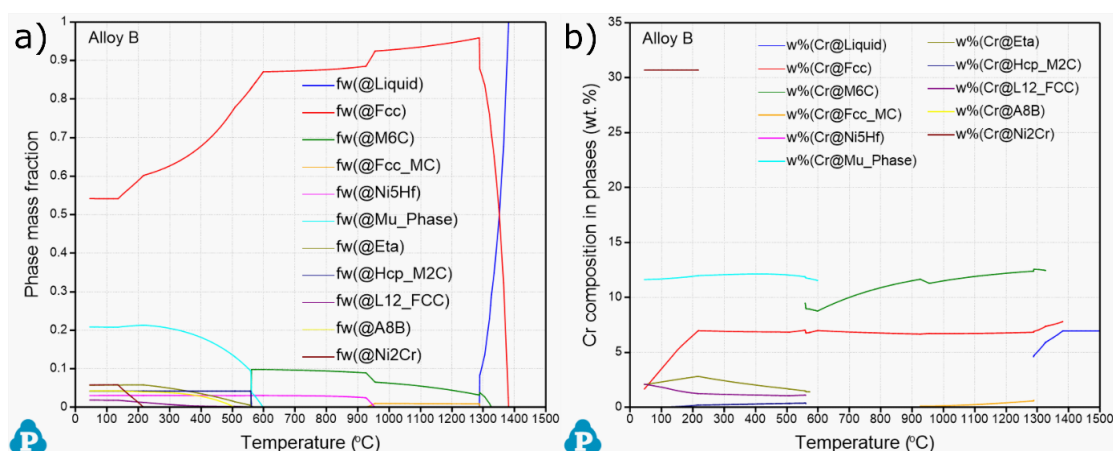 a)
Alloy B
Phase mass fraction
1
0.9
0.8
0.7
0.6
0.5
0.4
0.3
0.2
0.1
0
fw(@Liquid)
fw(@Fcc)
fw(@M6C)
fw(@Fcc_MC)
fw(@Ni5Hf)
fw(@Mu_Phase)
fw(@Eta)
fw(@Hcp_M2C)
fw(@L12_FCC)
fw(@A8B)
fw(@Ni2Cr)
0 100 200 300 400 500 600 700 800 900 1000 1100 1200 1300 1400 1500
Temperature (ºC)
P
b)
Alloy B
Cr composition in phases (wt.%)
35
30
25
20
15
10
5
0
w%(Cr@Liquid)
w%(Cr@Fcc)
w%(Cr@M6C)
w%(Cr@Fcc_MC)
w%(Cr@Ni5Hf)
w%(Cr@Mu_Phase)
w%(Cr@Eta)
w%(Cr@Hcp_M2C)
w%(Cr@L12_FCC)
w%(Cr@A8B)
w%(Cr@Ni2Cr)
0 100 200 300 400 500 600 700 800 900 1000 1100 1200 1300 1400 1500
Temperature (ºC)
P